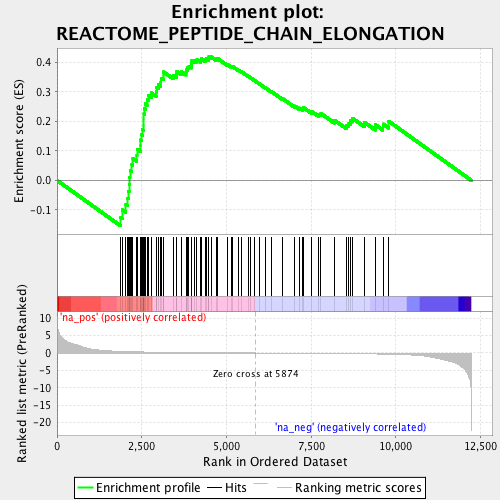 Enrichment plot:
REACTOME_PEPTIDE_CHAIN_ELONGATION
Enrichment score (ES)
0.4
0.3
0.2
0.1
0.0
-0.1
'na_pos' (positively correlated)
Ranked list metric (PreRanked)
10
5
0
-5
-10
-15
-20
Zero cross at 5874
'na_neg' (negatively correlated)
0
2,500
5,000
7,500
10,000
12,500
Rank in Ordered Dataset
Enrichment profile
Hits
Ranking metric scores